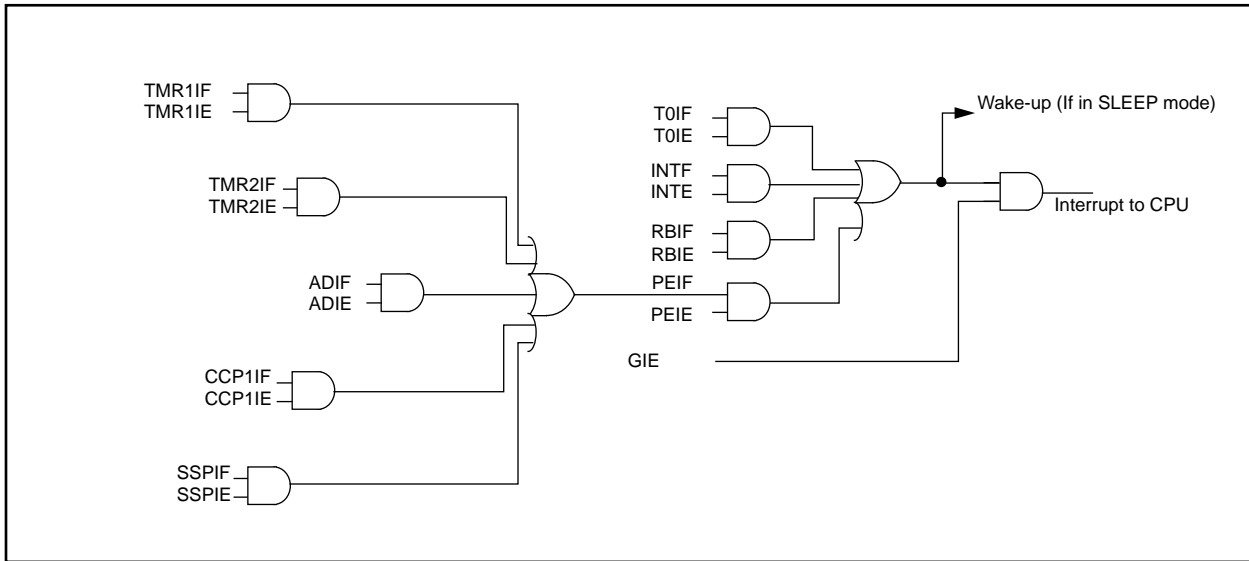 TMR1IF
TMR1IE
TMR2IF
TMR2IE
ADIF
ADIE
CCP1IF
CCP1IE
SSPIF
SSPIE
T0IF
T0IE
INTF
INTE
RBIF
RBIE
PEIF
PEIE
GIE
Wake-up (If in SLEEP mode)
Interrupt to CPU